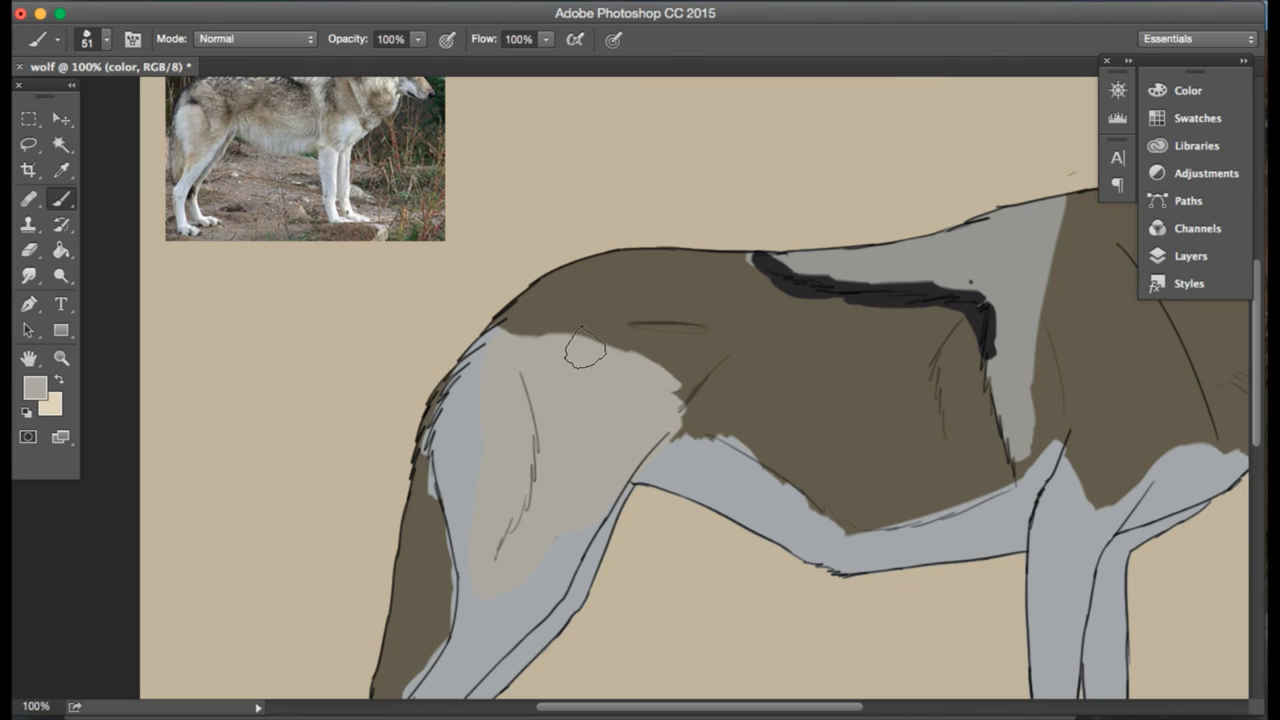 Adobe Photoshop CC 2015
51
Mode: Normal Opacity: 100% Flow: 100% Essentials
wolf @ 100% (color, RGB/8) *
Color
Swatches
Libraries
Adjustments
Paths
Channels
Layers
Styles
100%